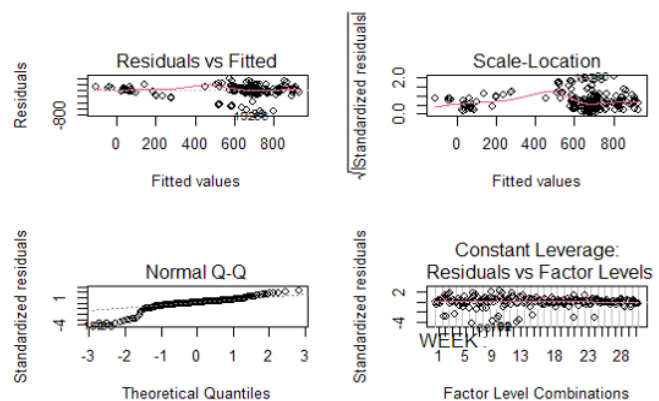 Residuals vs Fitted
Residuals
-800
0 200 400 600 800
Fitted values
Scale-Location
√|Standardized residuals|
0.0 2.0
0 200 400 600 800
Fitted values
Normal Q-Q
Standardized residuals
-4 1
-3 -2 -1 0 1 2 3
Theoretical Quantiles
Constant Leverage:
Residuals vs Factor Levels
Standardized residuals
-4 2
WEEK
1 5 8 13 18 23 28
Factor Level Combinations